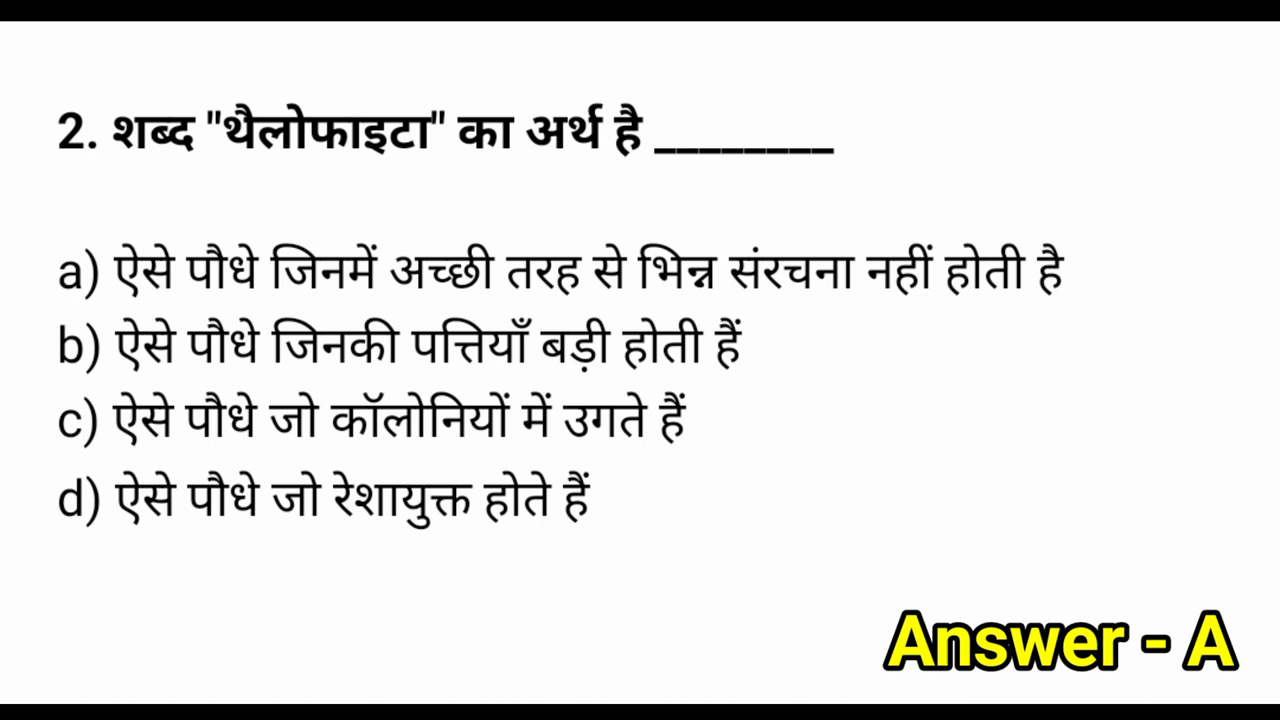 2. शब्द "थैलोफाइटा" का अर्थ है ________
a) ऐसे पौधे जिनमें अच्छी तरह से भिन्न संरचना नहीं होती है
b) ऐसे पौधे जिनकी पत्तियाँ बड़ी होती हैं
c) ऐसे पौधे जो कॉलोनियों में उगते हैं
d) ऐसे पौधे जो रेशायुक्त होते हैं
Answer - A